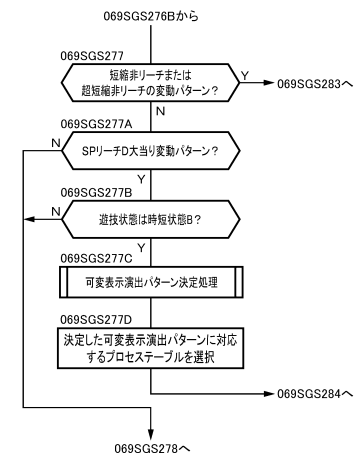 069SGS276Bから
069SGS277
短縮非リーチまたは
超短縮非リーチの変動パターン？
Y
069SGS283へ
N
069SGS277A
N
SPリーチD大当り変動パターン？
Y
069SGS277B
N
遊技状態は時短状態B？
Y
069SGS277C
可変表示演出パターン決定処理
069SGS277D
決定した可変表示演出パターンに対応
するプロセステーブルを選択
069SGS284へ
069SGS278へ